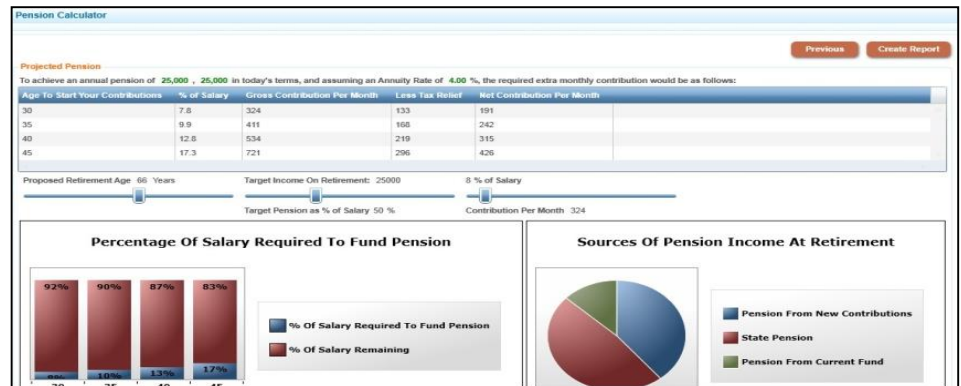 Pension Calculator
Previous Create Report
Projected Pension
To achieve an annual pension of 25,000 , 25,000 in today's terms, and assuming an Annuity Rate of 4.00 %, the required extra monthly contribution would be as follows:
Age To Start Your Contributions % of Salary Gross Contribution Per Month Less Tax Relief Net Contribution Per Month
30 7.8 324 133 191
35 9.9 411 168 242
40 12.8 534 219 315
45 17.3 721 296 426
Proposed Retirement Age 66 Years Target Income On Retirement: 25000 8 % of Salary
Target Pension as % of Salary 50 % Contribution Per Month 324
Percentage Of Salary Required To Fund Pension
92% 90% 87% 83%
% Of Salary Required To Fund Pension
% Of Salary Remaining
8% 10% 13% 17%
30 35 40 45
Sources Of Pension Income At Retirement
Pension From New Contributions
State Pension
Pension From Current Fund